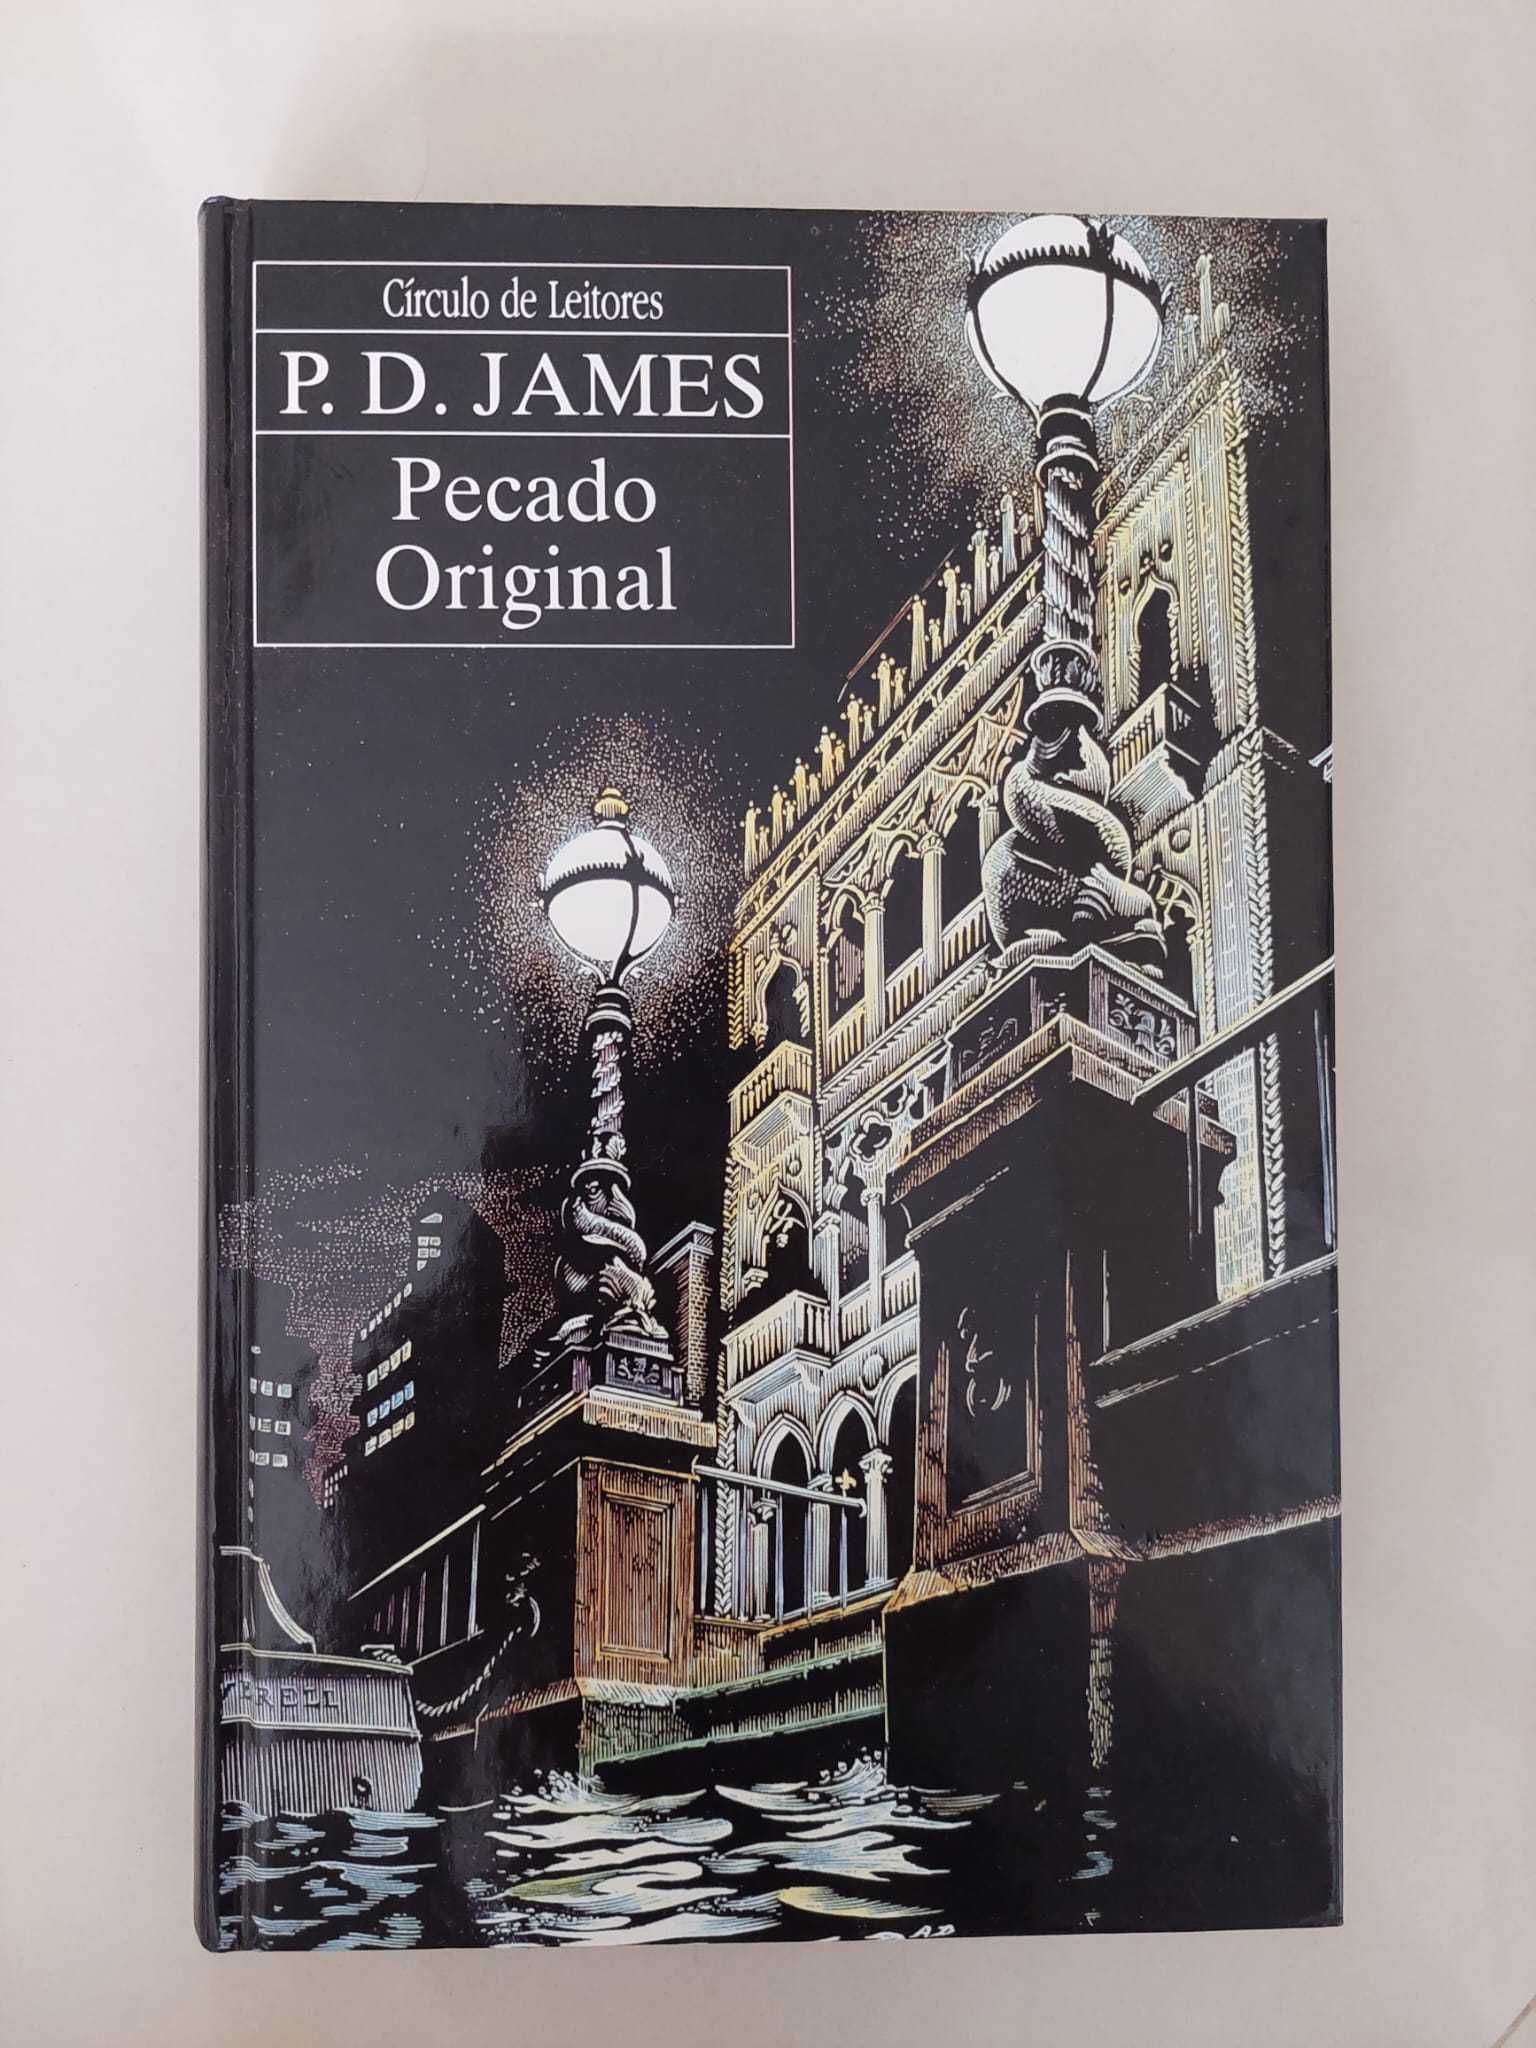 Círculo de Leitores
P. D. JAMES
Pecado
Original